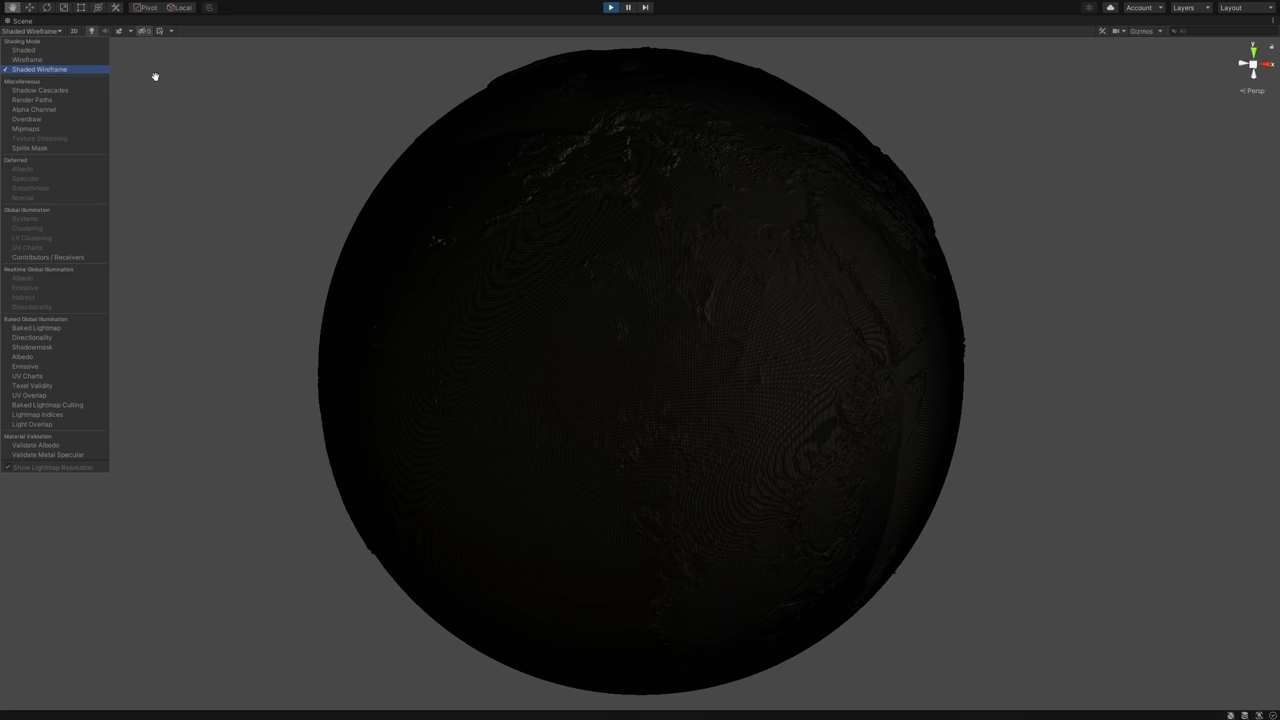 Pivot Local Account Layers Layout
Scene
Shaded Wireframe 2D 0 Gizmos All
Shading Mode
Shaded
Wireframe
✓ Shaded Wireframe
Miscellaneous
Shadow Cascades
Render Paths
Alpha Channel
Overdraw
Mipmaps
Texture Streaming
Sprite Mask
Deferred
Albedo
Specular
Smoothness
Normal
Global Illumination
Systems
Clustering
Lit Clustering
UV Charts
Contributors / Receivers
Realtime Global Illumination
Albedo
Emissive
Indirect
Directionality
Baked Global Illumination
Baked Lightmap
Directionality
Shadowmask
Albedo
Emissive
UV Charts
Texel Validity
UV Overlap
Baked Lightmap Culling
Lightmap Indices
Light Overlap
Material Validation
Validate Albedo
Validate Metal Specular
✓ Show Lightmap Resolution
y
x
< Persp